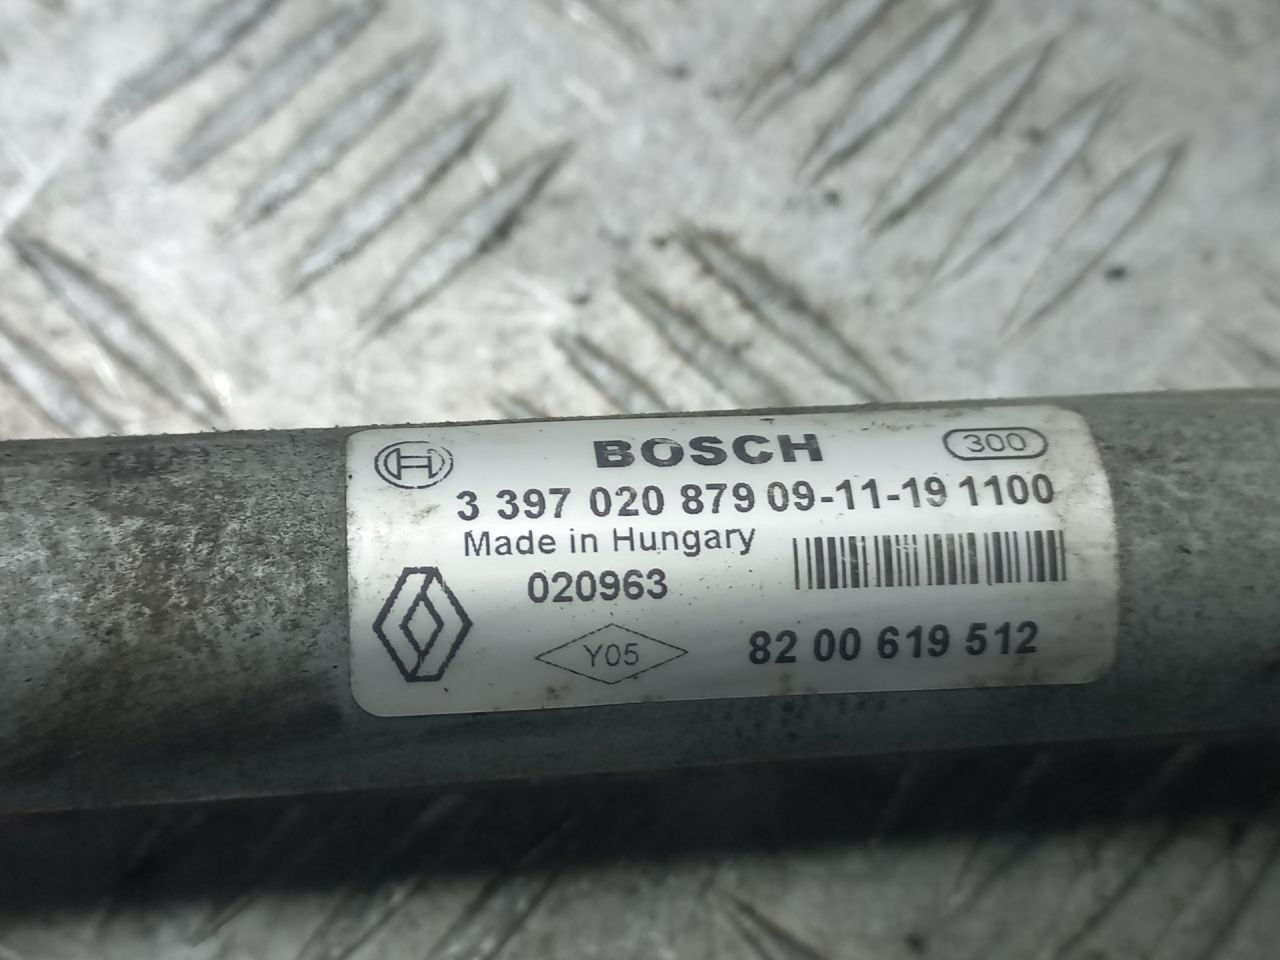 BOSCH 300
3 397 020 879 09-11-19 1100
Made in Hungary
020963
Y05 82 00 619 512